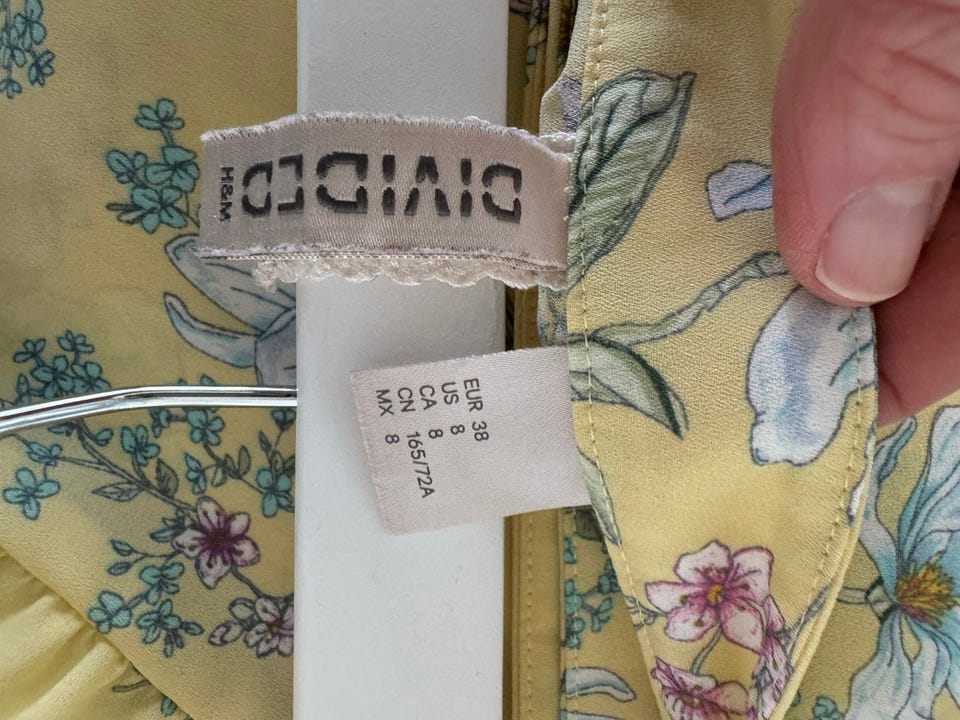 DIVIDED
H&M
EUR 38
US 8
CA 8
CN 165/72A
MX 8